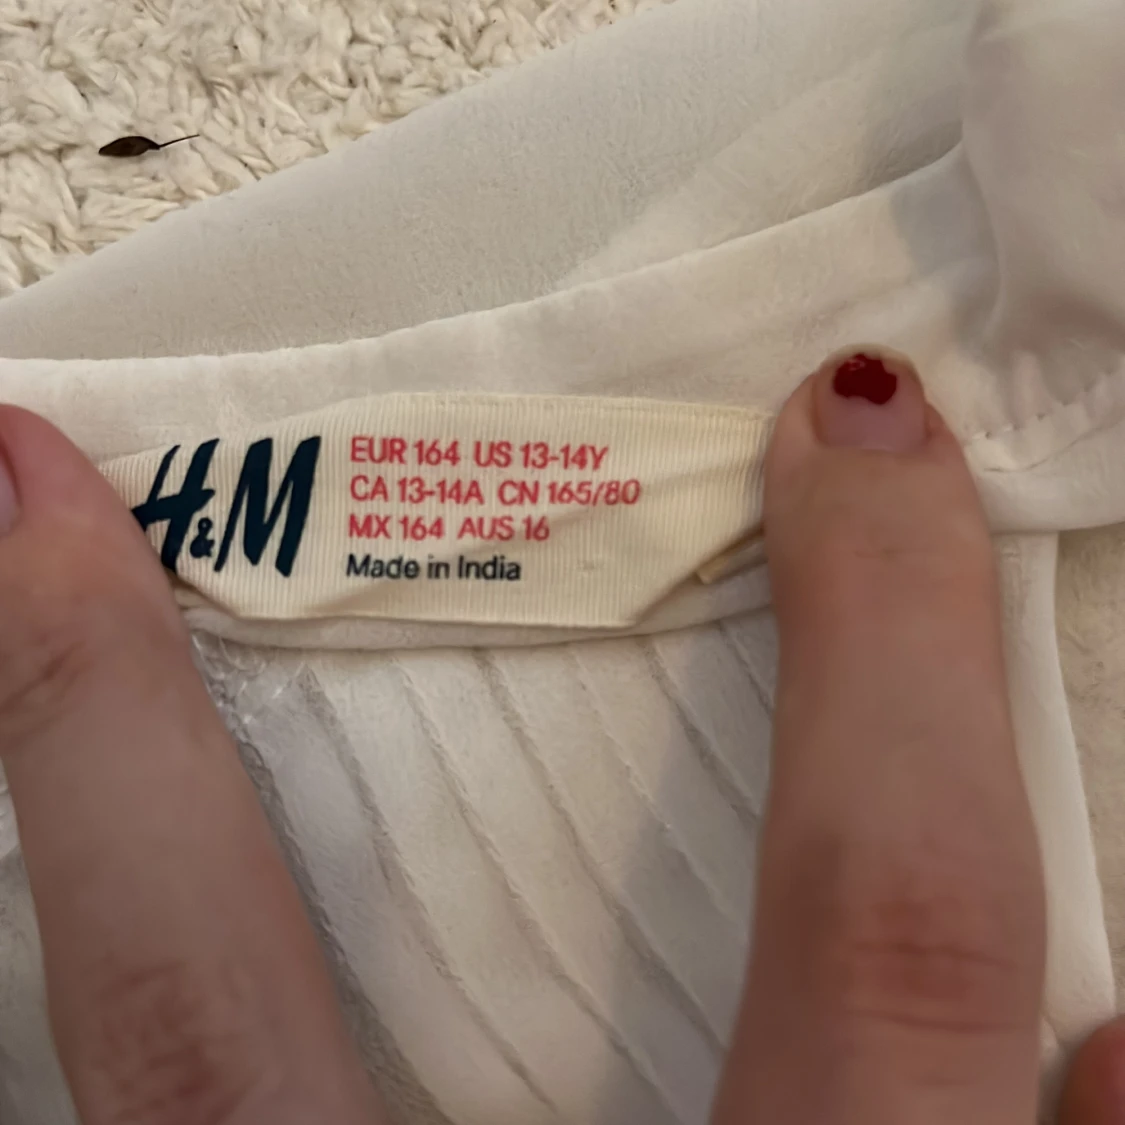 H&M
EUR 164 US 13-14Y
CA 13-14A CN 165/80
MX 164 AUS 16
Made in India